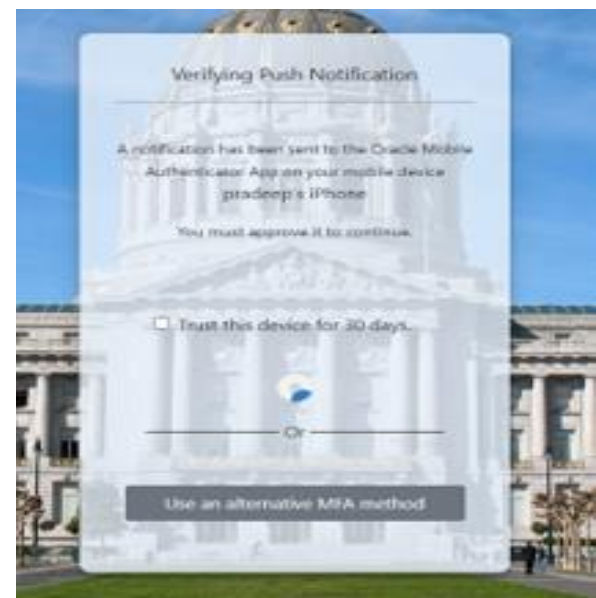 Verifying Push Notification
A notification has been sent to the Oracle Mobile
Authenticator App on your mobile device
pradeep's iPhone
You must approve it to continue.
Trust this device for 30 days.
Or
Use an alternative MFA method